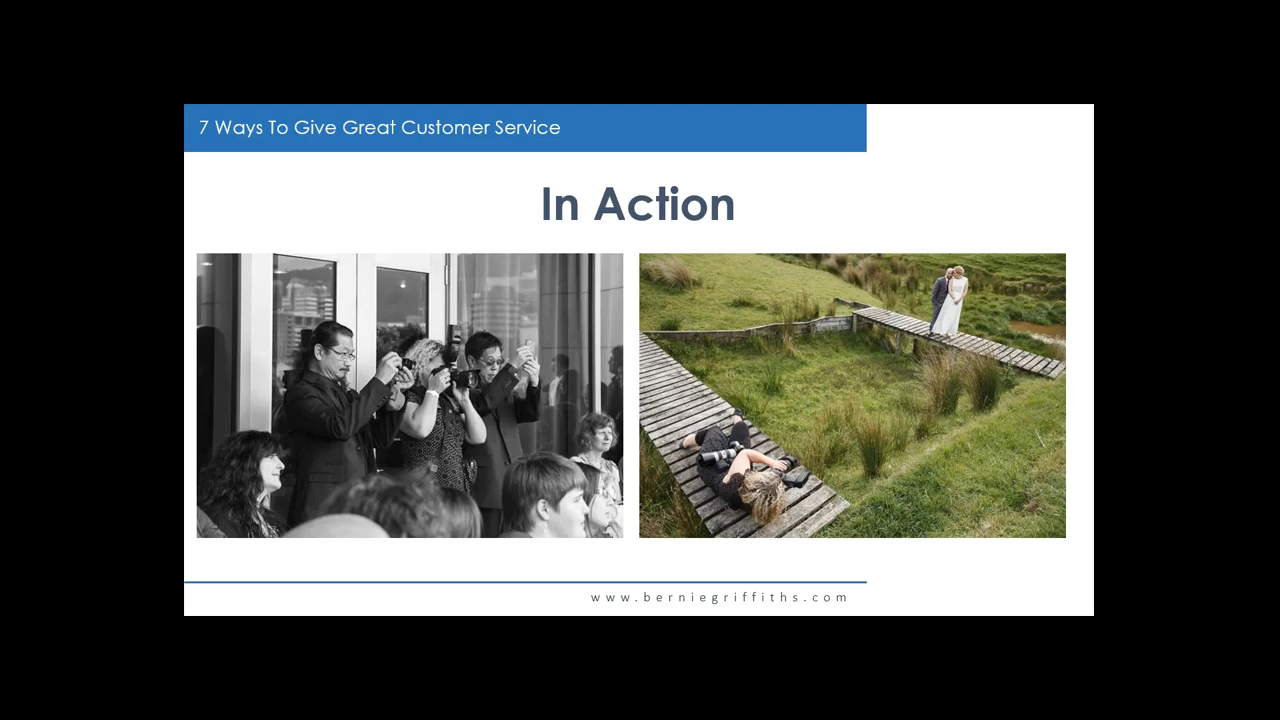 7 Ways To Give Great Customer Service
In Action
www.berniegriffiths.com